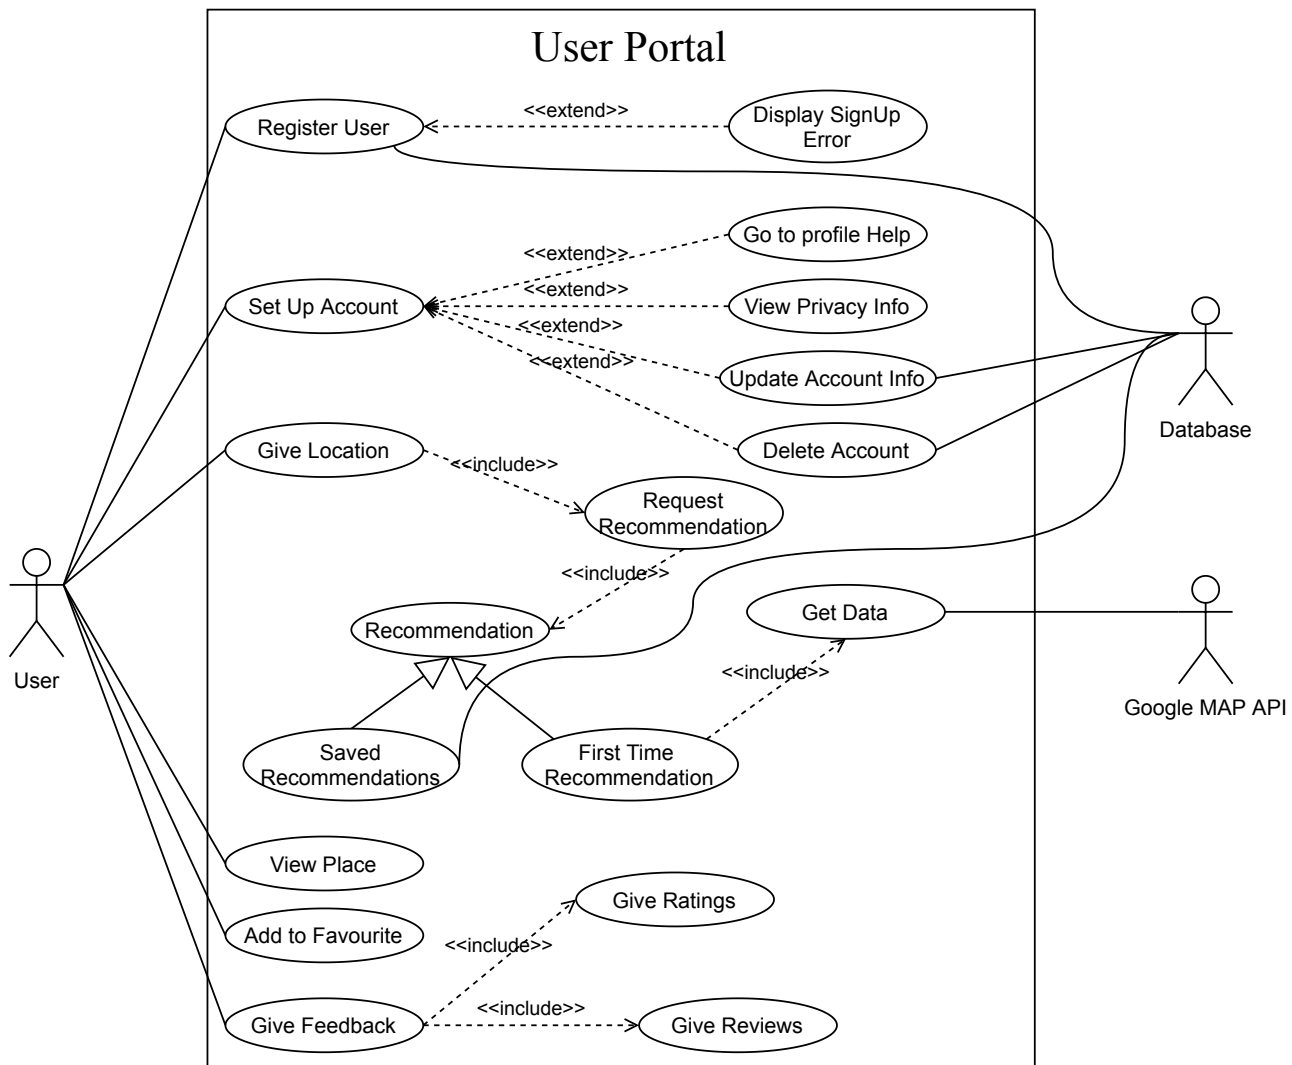 User Portal
Register User
<<extend>>
Display SignUp
Error
Go to profile Help
<<extend>>
Set Up Account
<<extend>>
View Privacy Info
<<extend>>
<<extend>>
Update Account Info
Database
Give Location
<<include>>
Delete Account
Request
Recommendation
<<include>>
Recommendation
Get Data
<<include>>
User
Google MAP API
Saved
Recommendations
First Time
Recommendation
View Place
Give Ratings
Add to Favourite
<<include>>
<<include>>
Give Feedback
Give Reviews